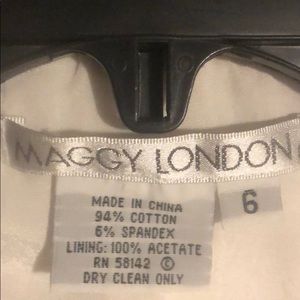 MAGGY LONDON
6
MADE IN CHINA
94% COTTON
6% SPANDEX
LINING: 100% ACETATE
RN 58142 ©
DRY CLEAN ONLY